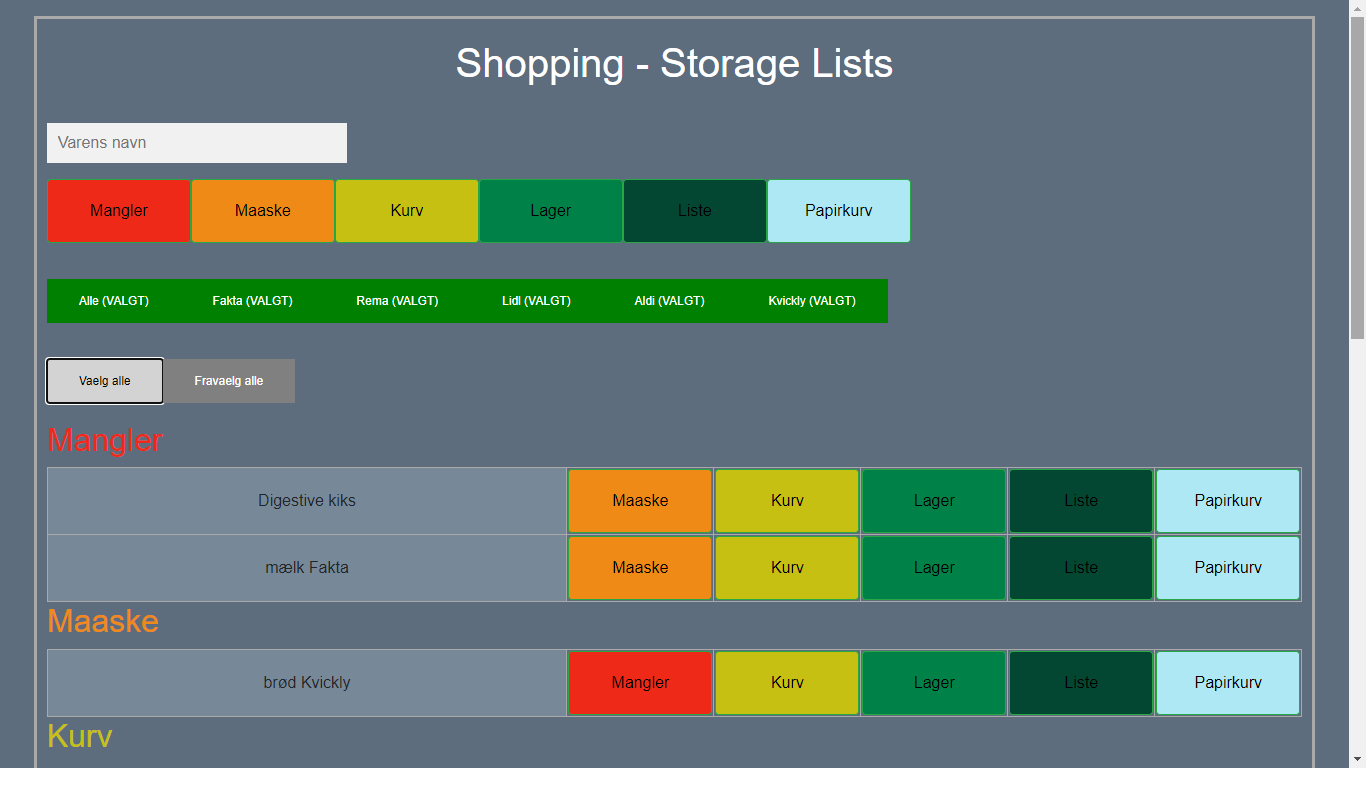 Shopping - Storage Lists
Varens navn
Mangler Maaske Kurv Lager Liste Papirkurv
Alle (VALGT) Fakta (VALGT) Rema (VALGT) Lidl (VALGT) Aldi (VALGT) Kvickly (VALGT)
Vaelg alle Fravaelg alle
Mangler
Digestive kiks Maaske Kurv Lager Liste Papirkurv
mælk Fakta Maaske Kurv Lager Liste Papirkurv
Maaske
brød Kvickly Mangler Kurv Lager Liste Papirkurv
Kurv